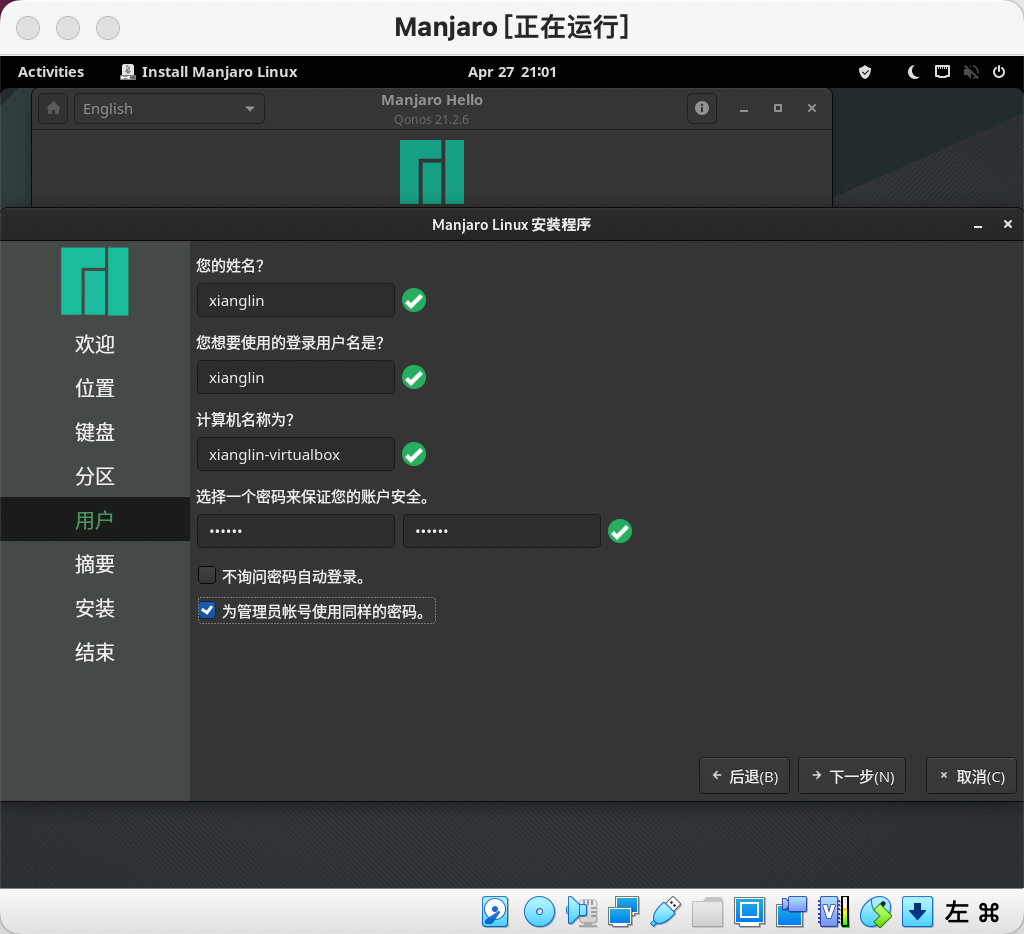 Manjaro [正在运行]
Activities Install Manjaro Linux Apr 27 21:01
English
Manjaro Hello
Qonos 21.2.6
Manjaro Linux 安装程序
欢迎
位置
键盘
分区
用户
摘要
安装
结束
您的姓名?
xianglin
您想要使用的登录用户名是?
xianglin
计算机名称为?
xianglin-virtualbox
选择一个密码来保证您的账户安全。
•••••• ••••••
不询问密码自动登录。
为管理员帐号使用同样的密码。
后退(B) 下一步(N) 取消(C)
左 ⌘